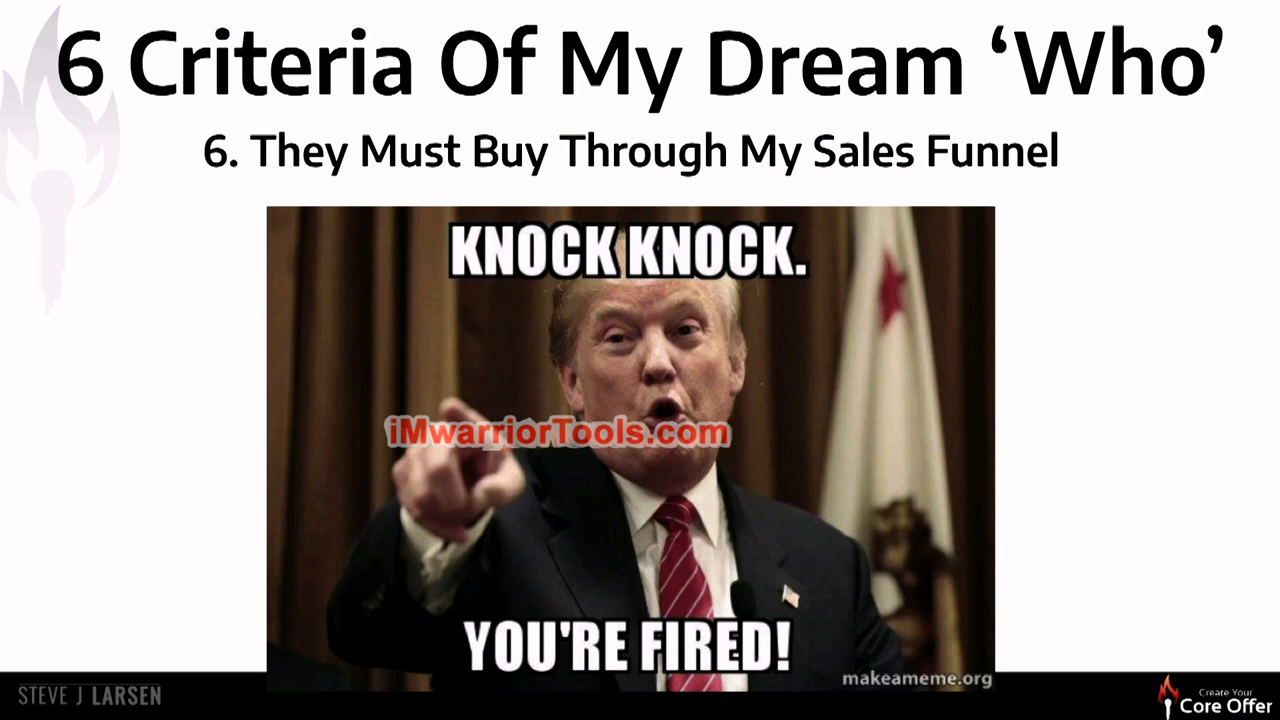 6 Criteria Of My Dream ‘Who’
6. They Must Buy Through My Sales Funnel
KNOCK KNOCK.
iMwarriorTools.com
YOU'RE FIRED!
makeameme.org
STEVE J LARSEN
Create Your
Core Offer